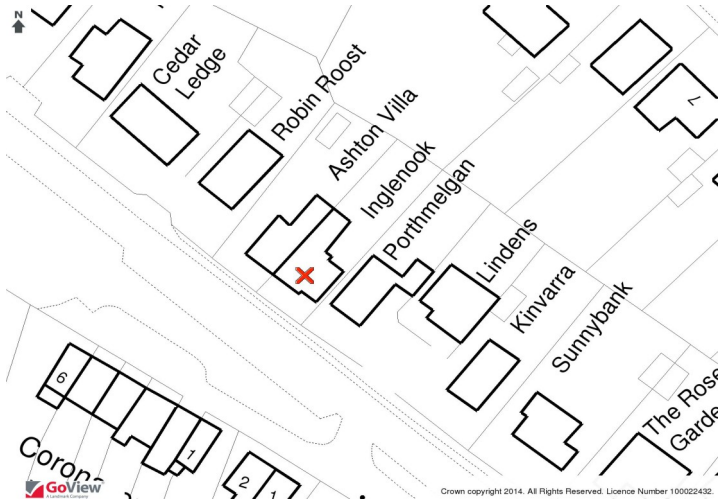 N
Cedar
Ledge
Robin Roost
Ashton Villa
Inglenook
Porthmelgan
Lindens
Kinvarra
Sunnybank
The Rose
Garde
7
6
1
2
1
Corona
GoView
A Landmark Company
Crown copyright 2014. All Rights Reserved. Licence Number 100022432.